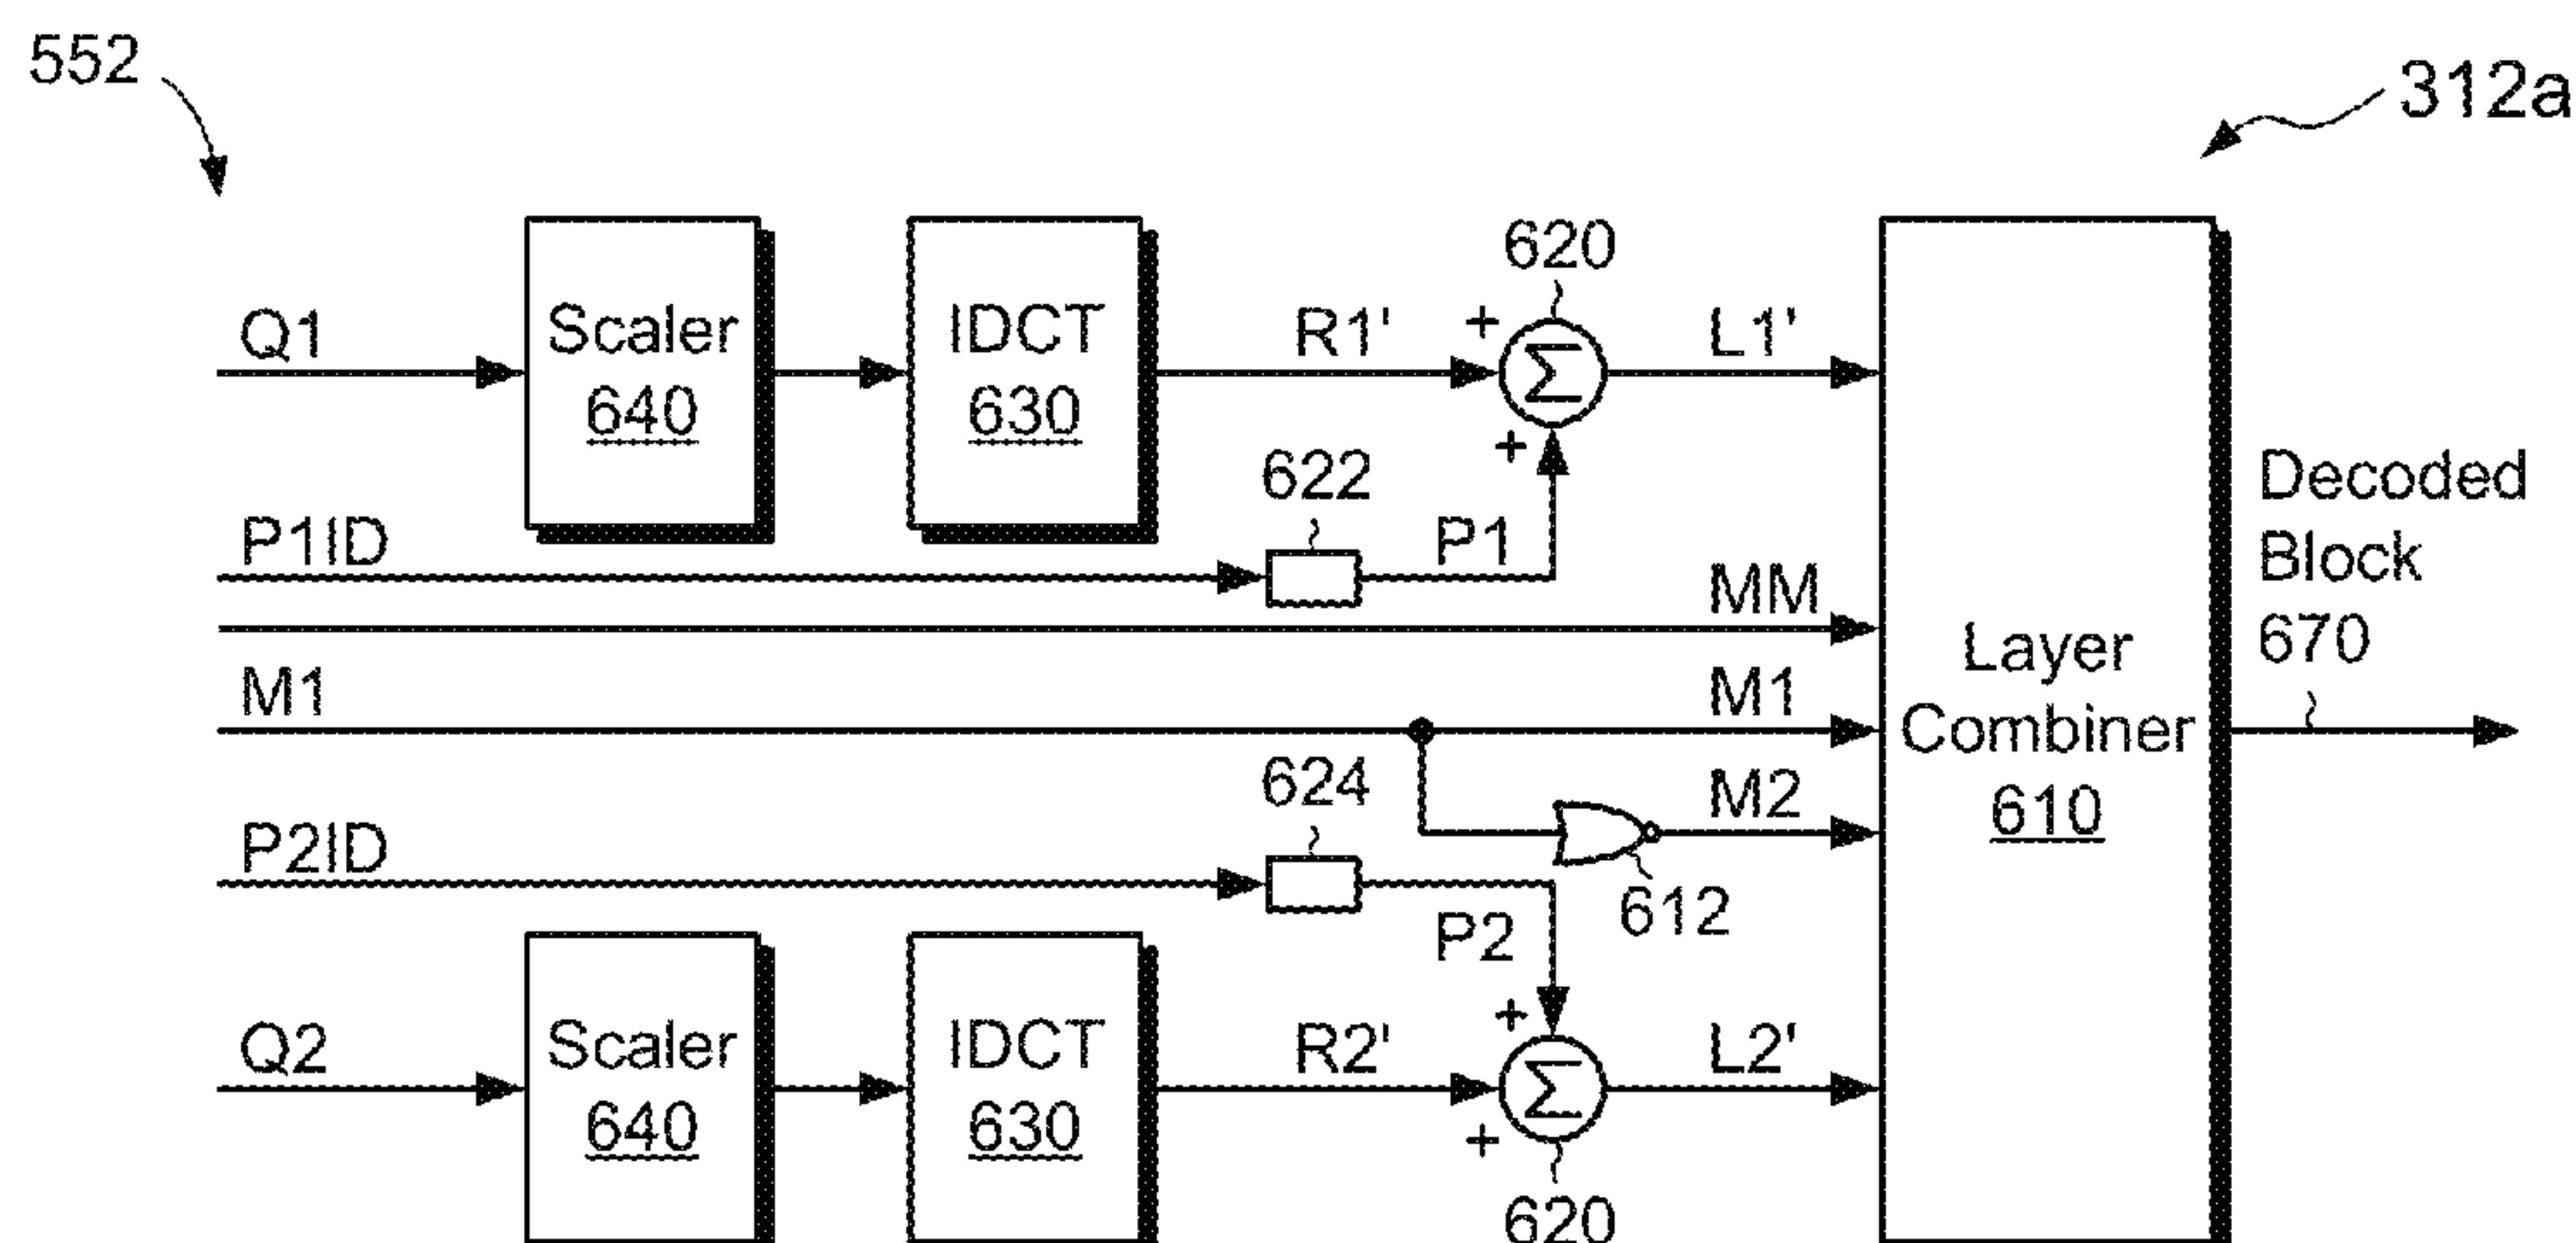 552
312a
Q1
Scaler
640
IDCT
630
R1'
+
620
Σ
+
L1'
P1ID
622
P1
MM
M1
M1
P2ID
624
M2
612
P2
Q2
Scaler
640
IDCT
630
R2'
+
Σ
+
620
L2'
Layer
Combiner
610
Decoded
Block
670